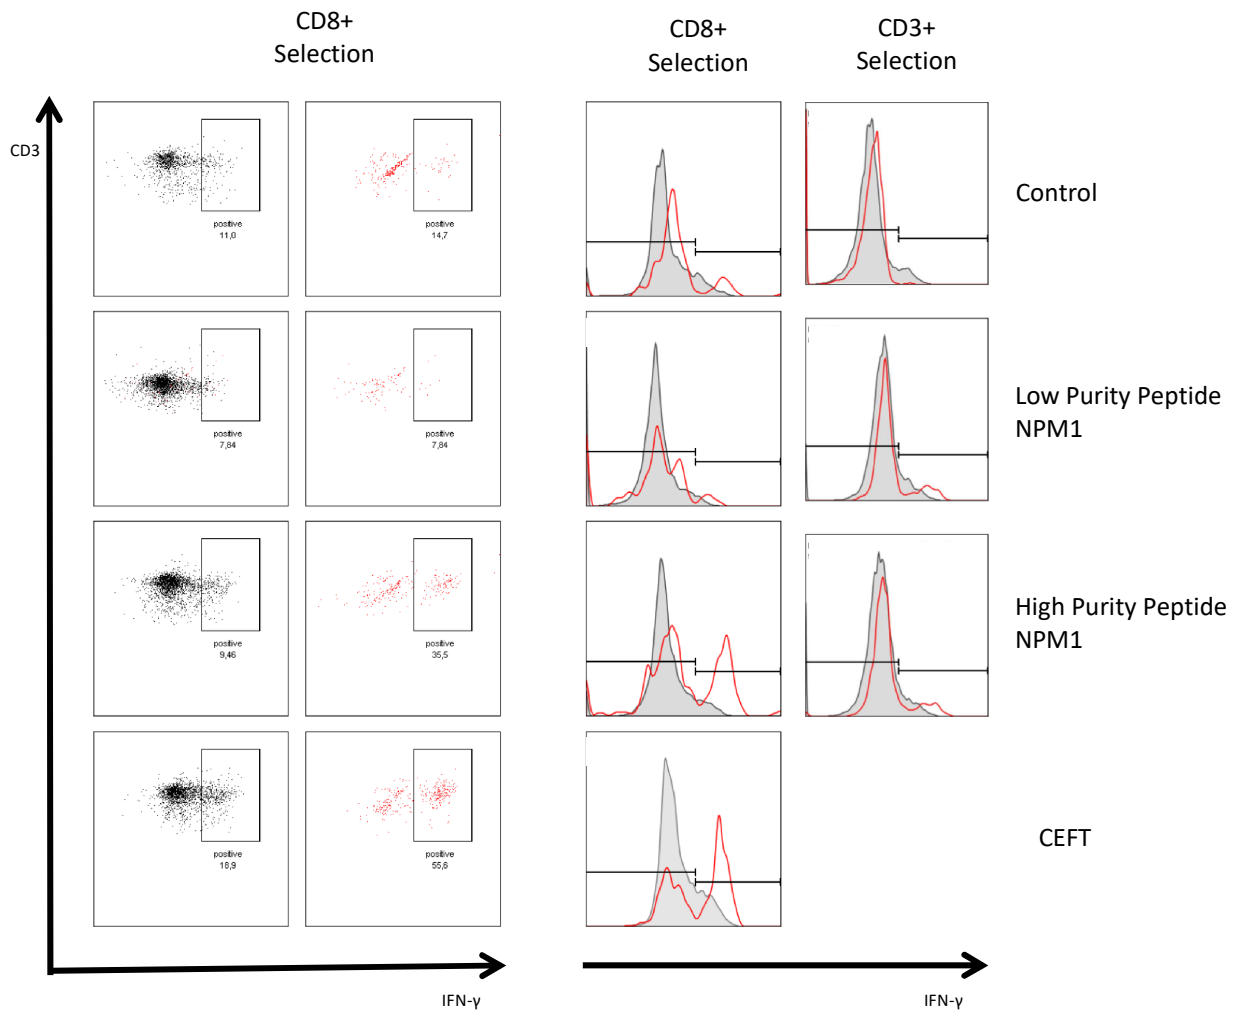 CD8+
Selection
CD8+
Selection
CD3+
Selection
CD3
positive
11,0
positive
14,7
Control
positive
7,84
positive
7,84
Low Purity Peptide
NPM1
positive
9,46
positive
35,5
High Purity Peptide
NPM1
positive
18,9
positive
55,6
CEFT
IFN-γ
IFN-γ